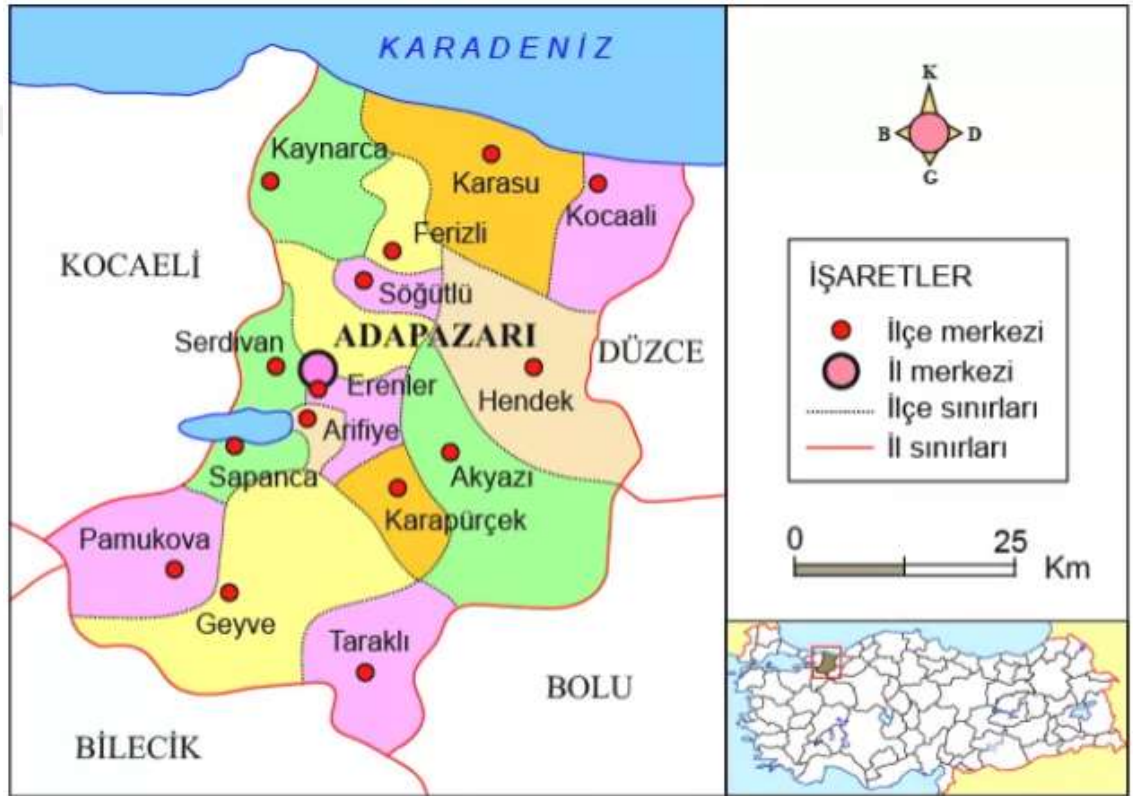 KARADENİZ
Kaynarca
Karasu
Kocaali
Ferizli
KOCAELİ
Söğütlü
Serdivan
ADAPAZARI
DÜZCE
Erenler
Hendek
Arifiye
Sapanca
Akyazı
Karapürçek
Pamukova
Geyve
Taraklı
BOLU
BİLECİK
K
B D
G
İŞARETLER
İlçe merkezi
İl merkezi
İlçe sınırları
İl sınırları
0 25
Km